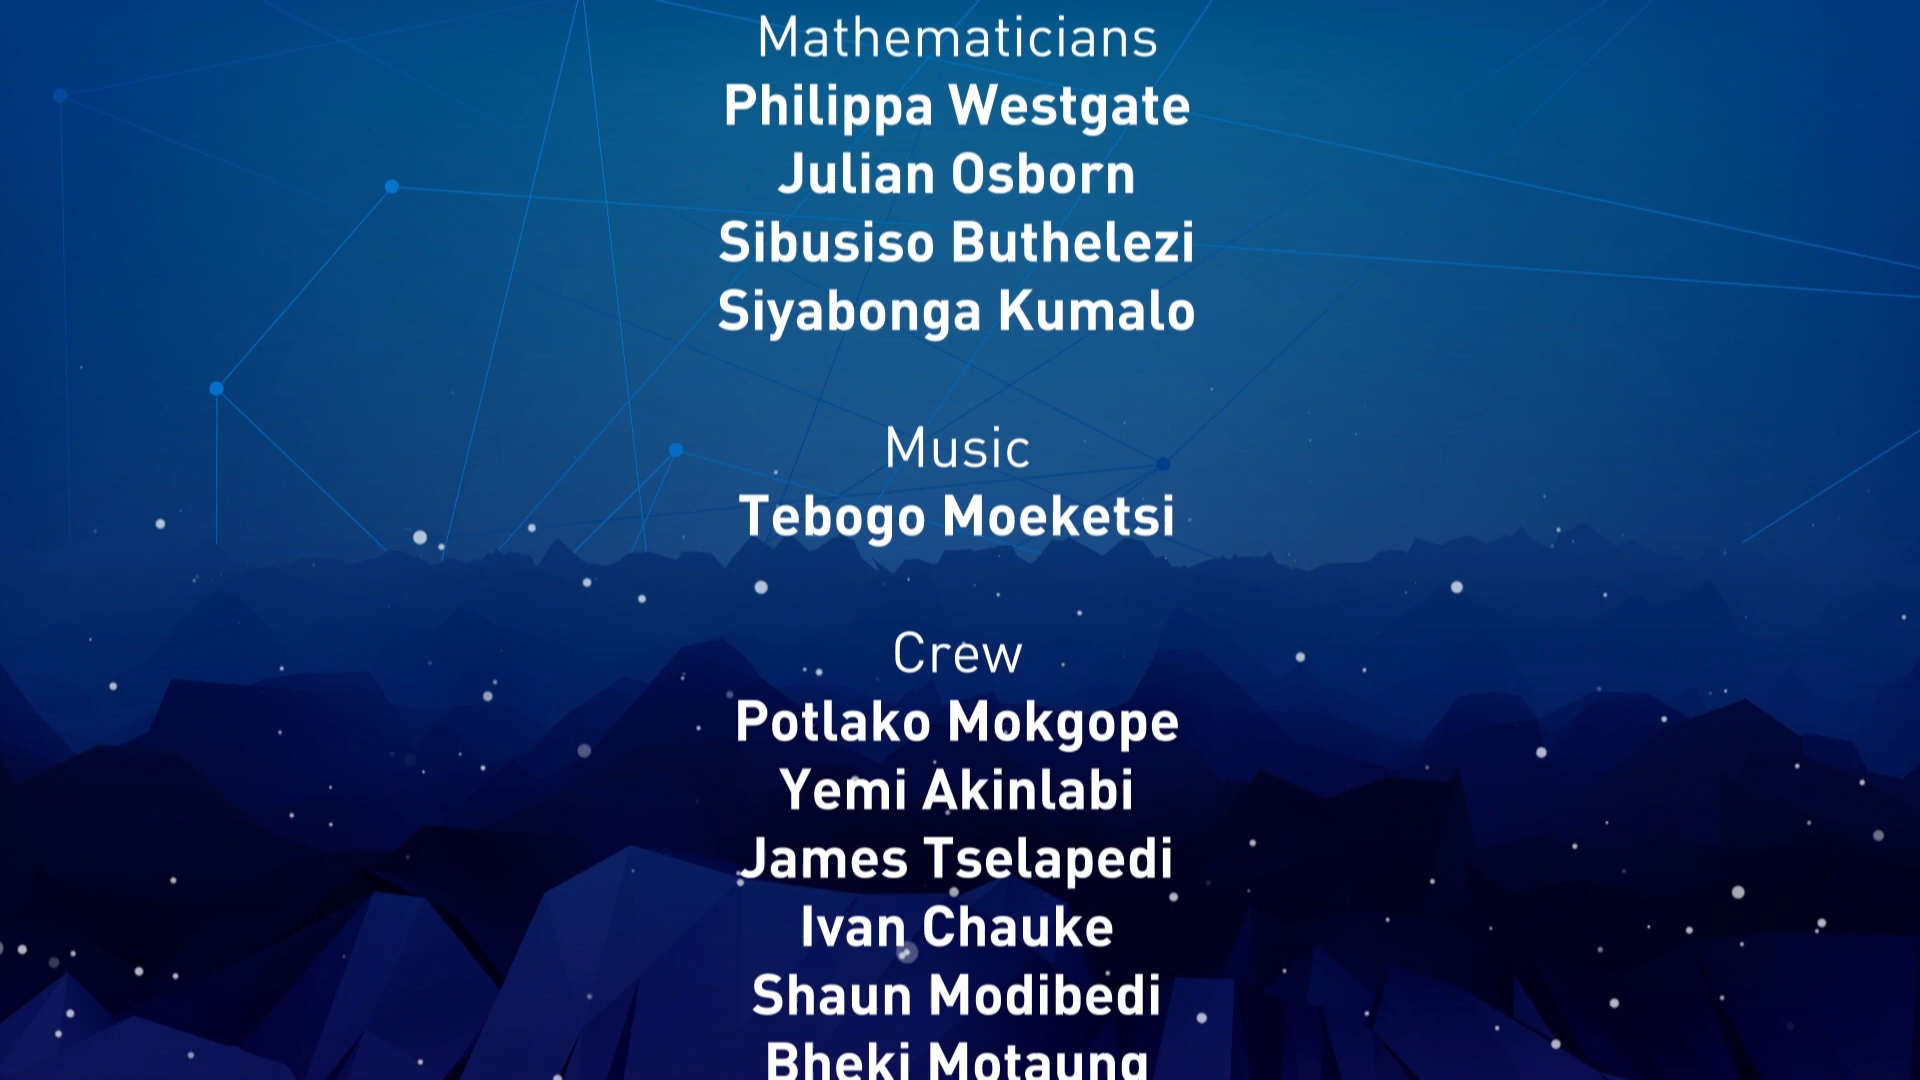 Mathematicians
Philippa Westgate
Julian Osborn
Sibusiso Buthelezi
Siyabonga Kumalo
Music
Tebogo Moeketsi
Crew
Potlako Mokgope
Yemi Akinlabi
James Tselapedi
Ivan Chauke
Shaun Modibedi
Bheki Motaung